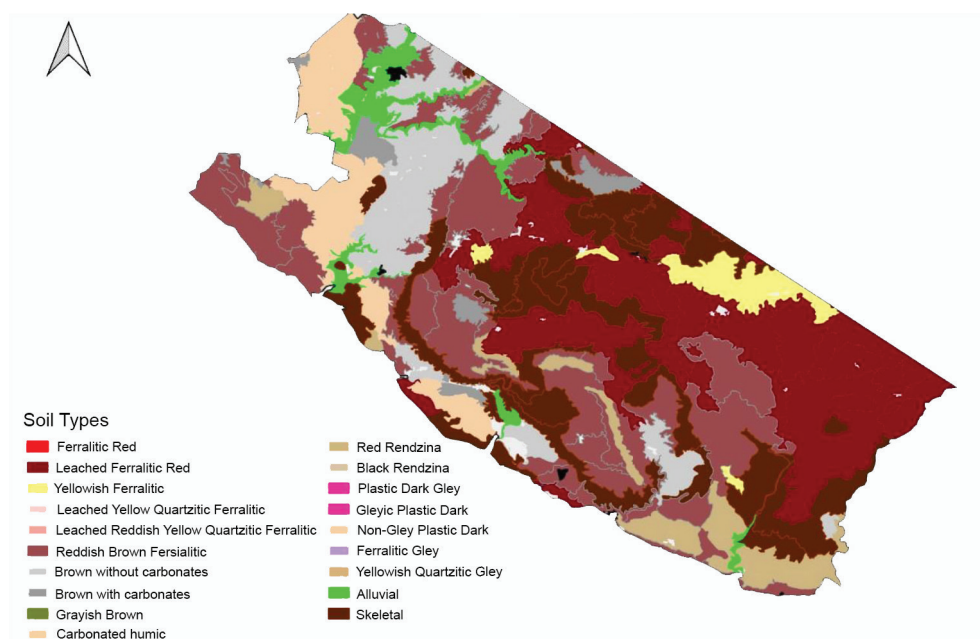 Soil Types
Ferralitic Red
Leached Ferralitic Red
Yellowish Ferralitic
Leached Yellow Quartzitic Ferralitic
Leached Reddish Yellow Quartzitic Ferralitic
Reddish Brown Fersialitic
Brown without carbonates
Brown with carbonates
Grayish Brown
Carbonated humic
Red Rendzina
Black Rendzina
Plastic Dark Gley
Gleyic Plastic Dark
Non-Gley Plastic Dark
Ferralitic Gley
Yellowish Quartzitic Gley
Alluvial
Skeletal